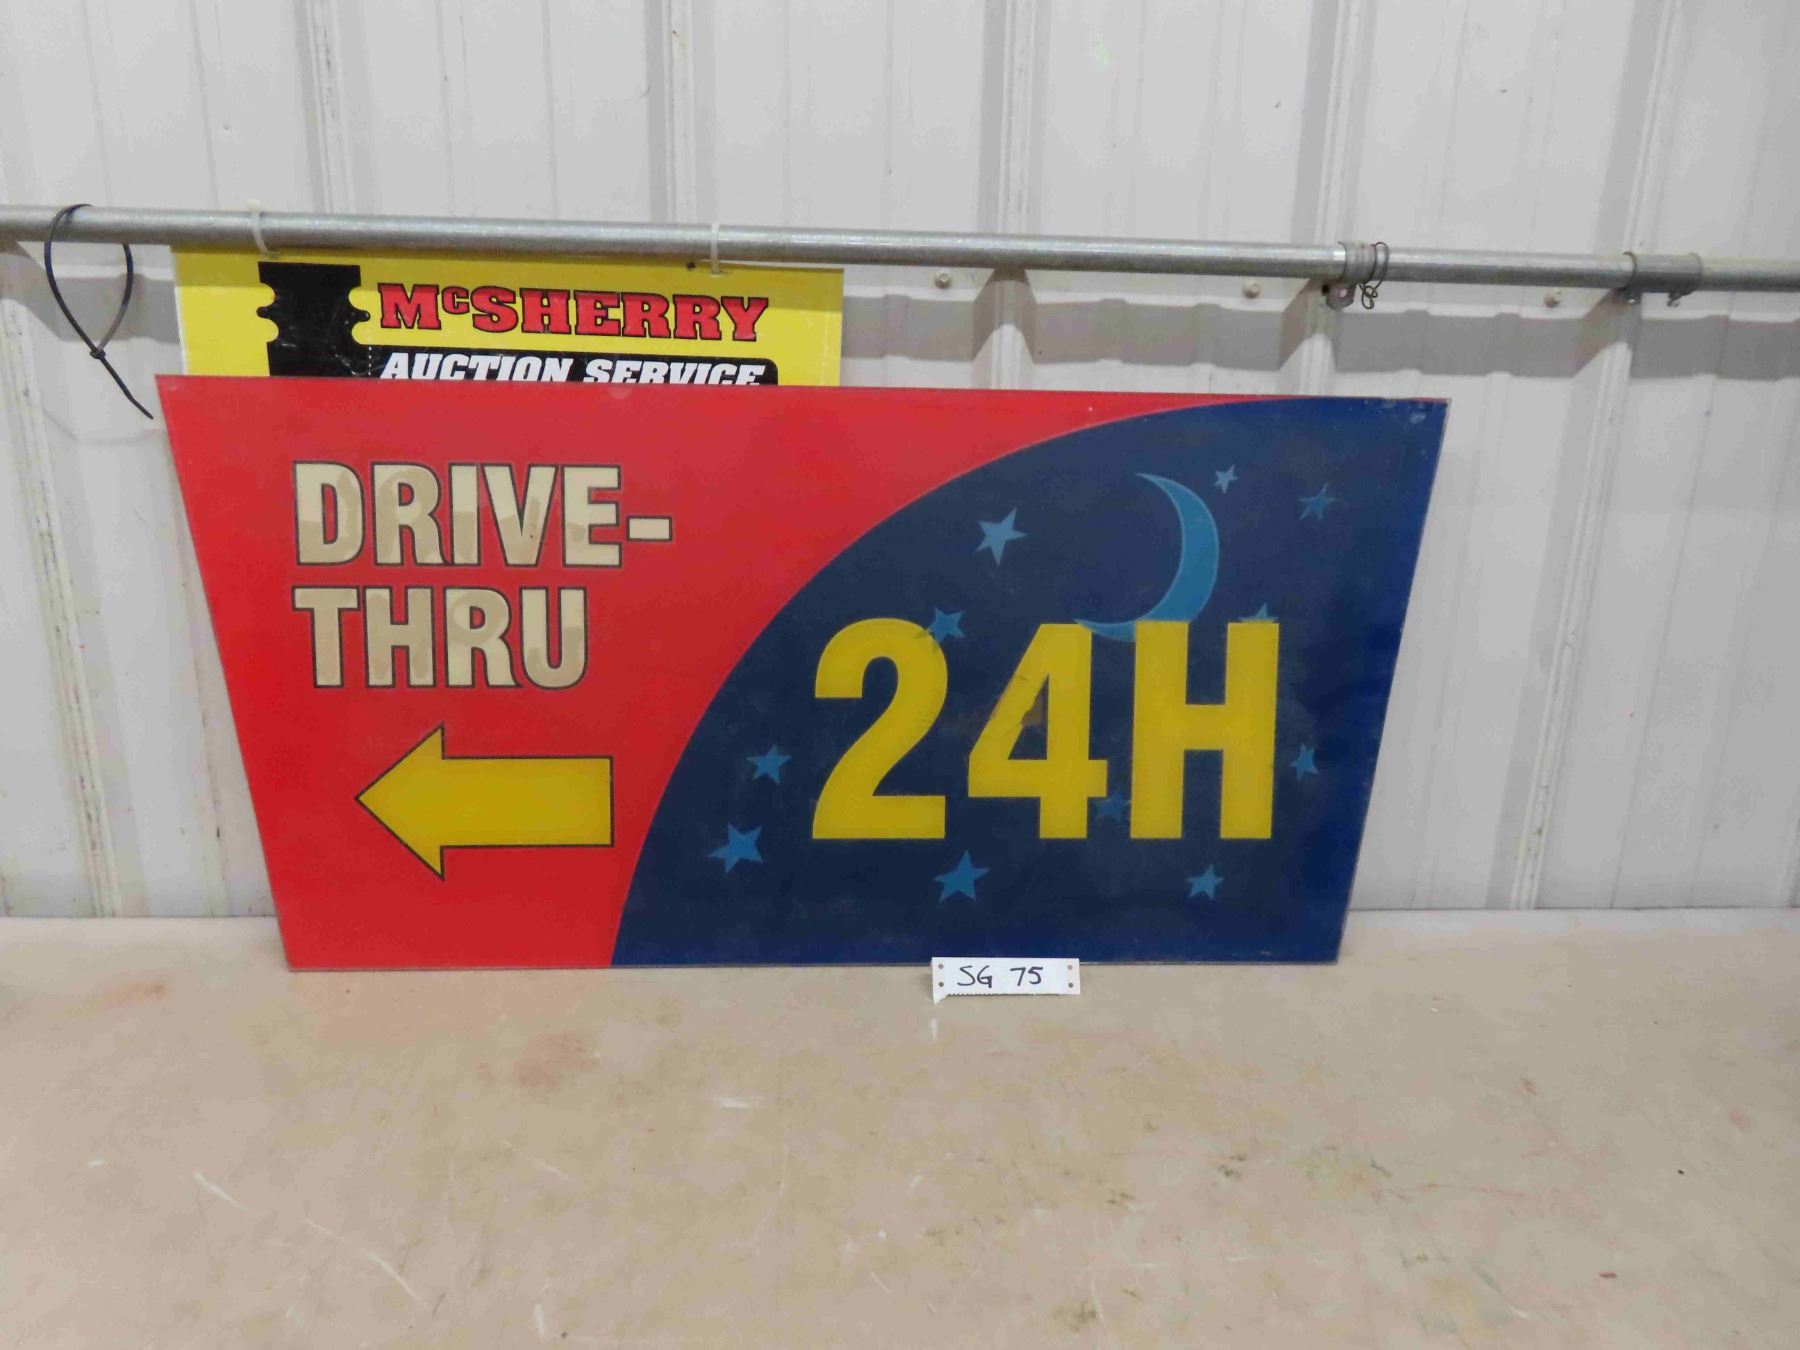 McSHERRY
AUCTION SERVICE
DRIVE-
THRU
24H
SG 75